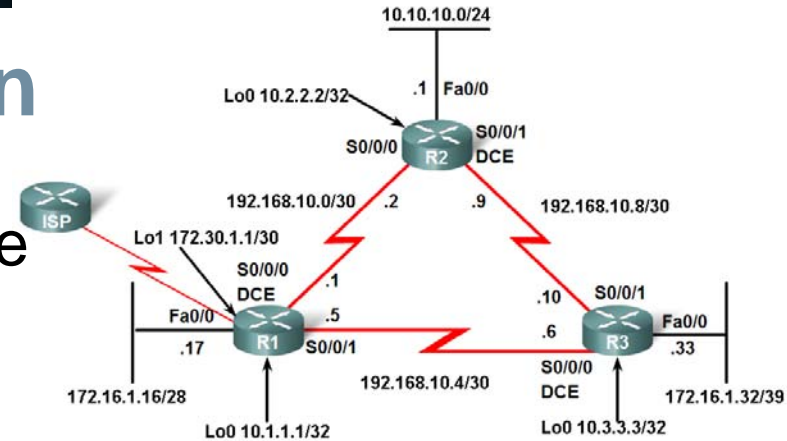 10.10.10.0/24
n
.1 Fa0/0
Lo0 10.2.2.2/32
S0/0/0
R2
S0/0/1
DCE
ISP
192.168.10.0/30
.2
.9
192.168.10.8/30
e
Lo1 172.30.1.1/30
S0/0/0
DCE
.1
.10
S0/0/1
Fa0/0
.17
R1
.5
S0/0/1
.6
R3
Fa0/0
.33
192.168.10.4/30
S0/0/0
DCE
172.16.1.16/28
172.16.1.32/39
Lo0 10.1.1.1/32
Lo0 10.3.3.3/32